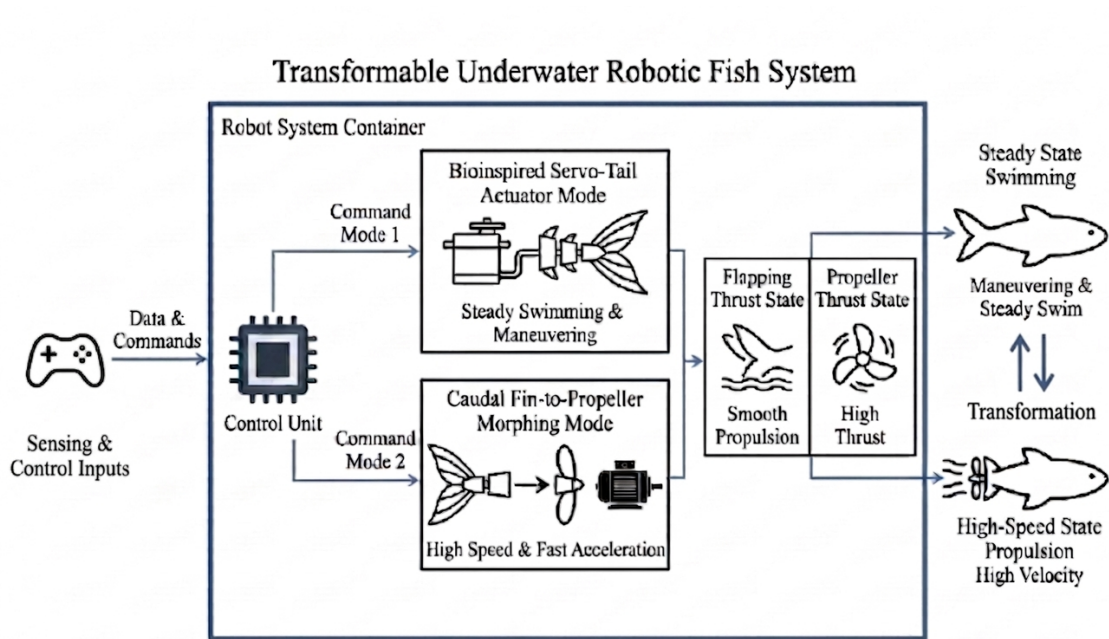 Transformable Underwater Robotic Fish System
Robot System Container
Bioinspired Servo-Tail
Actuator Mode
Command
Mode 1
Steady Swimming &
Maneuvering
Data &
Commands
Control Unit
Sensing &
Control Inputs
Command
Mode 2
Caudal Fin-to-Propeller
Morphing Mode
High Speed & Fast Acceleration
Flapping
Thrust State
Smooth
Propulsion
Propeller
Thrust State
High
Thrust
Steady State
Swimming
Maneuvering &
Steady Swim
Transformation
High-Speed State
Propulsion
High Velocity